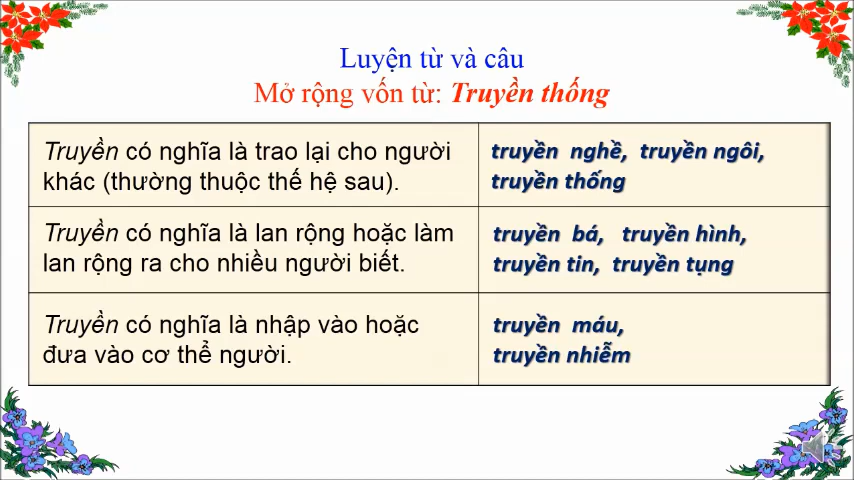 Luyện từ và câu
Mở rộng vốn từ: Truyền thống
Truyền có nghĩa là trao lại cho người
khác (thường thuộc thế hệ sau).
truyền nghề, truyền ngôi,
truyền thống
Truyền có nghĩa là lan rộng hoặc làm
lan rộng ra cho nhiều người biết.
truyền bá, truyền hình,
truyền tin, truyền tụng
Truyền có nghĩa là nhập vào hoặc
đưa vào cơ thể người.
truyền máu,
truyền nhiễm